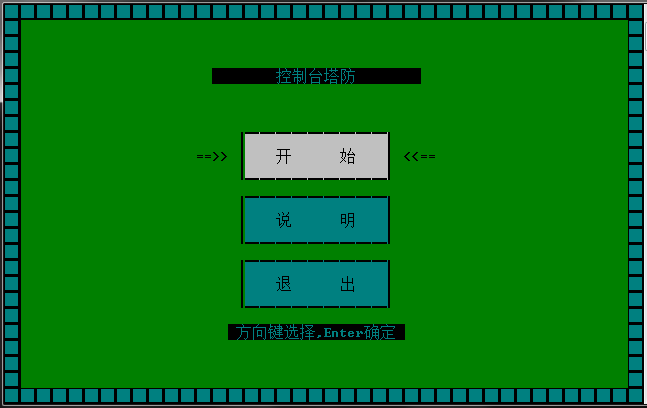 控制台塔防
==>> 开 始 <<==
说 明
退 出
方向键选择,Enter确定